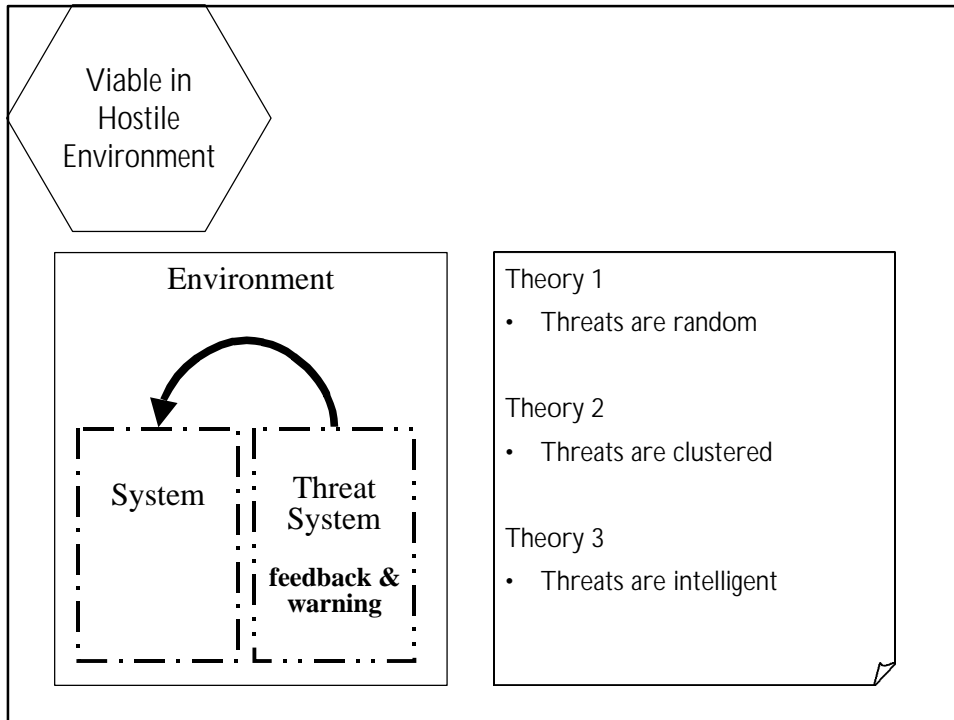 Viable in
Hostile
Environment
Environment
System
Threat
System
feedback &
warning
Theory 1
• Threats are random
Theory 2
• Threats are clustered
Theory 3
• Threats are intelligent